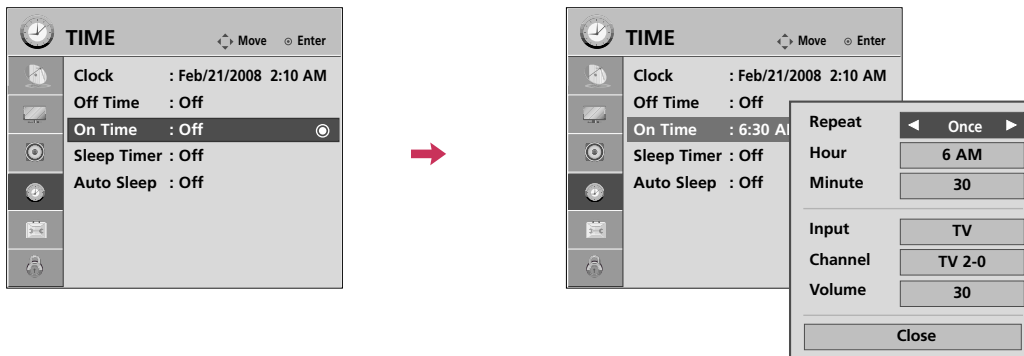 TIME Move Enter
Clock : Feb/21/2008 2:10 AM
Off Time : Off
On Time : Off
Sleep Timer : Off
Auto Sleep : Off
TIME Move Enter
Clock : Feb/21/2008 2:10 AM
Off Time : Off
On Time : 6:30 A
Sleep Timer : Off
Auto Sleep : Off
Repeat Once
Hour 6 AM
Minute 30
Input TV
Channel TV 2-0
Volume 30
Close